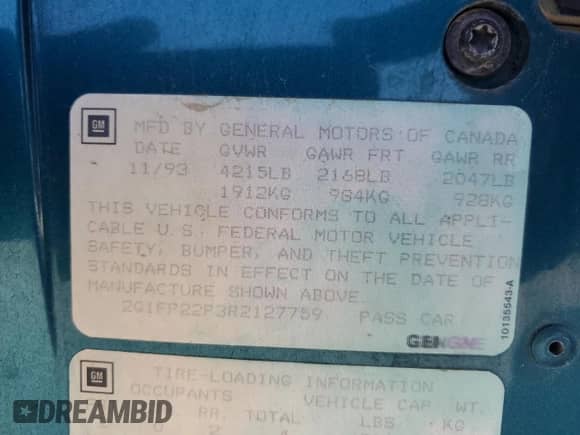 GM MFD BY GENERAL MOTORS OF CANADA
DATE GVWR GAWR FRT GAWR RR
11/93 4215LB 2168LB 2047LB
1912KG 984KG 928KG
THIS VEHICLE CONFORMS TO ALL APPLI-
CABLE U.S. FEDERAL MOTOR VEHICLE
SAFETY, BUMPER, AND THEFT PREVENTION
STANDARDS IN EFFECT ON THE DATE OF
MANUFACTURE SHOWN ABOVE.
2G1FP22P3R2127759 PASS CAR
10135543-A
GM TIRE-LOADING INFORMATION
OCCUPANTS VEHICLE CAP WT.
RR. TOTAL LBS KG
DREAMBID